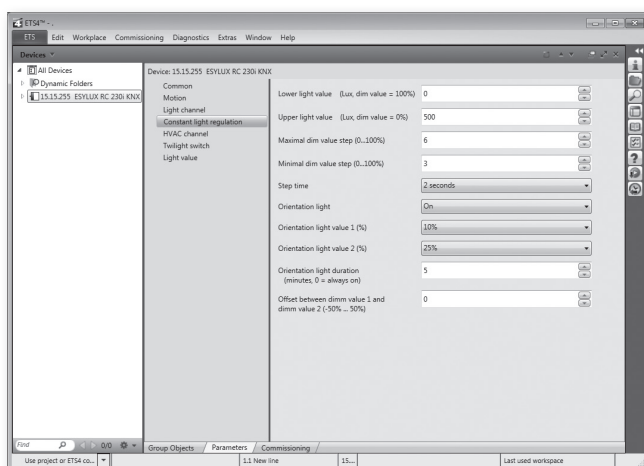 ETS4™ - .
ETS Edit Workplace Commissioning Diagnostics Extras Window Help
Devices
All Devices
Dynamic Folders
15.15.255 ESYLUX RC 230i KNX
Device: 15.15.255 ESYLUX RC 230i KNX
Common
Motion
Light channel
Constant light regulation
HVAC channel
Twilight switch
Light value
Lower light value (Lux, dim value = 100%) 0
Upper light value (Lux, dim value = 0%) 500
Maximal dim value step (0...100%) 6
Minimal dim value step (0...100%) 3
Step time 2 seconds
Orientation light On
Orientation light value 1 (%) 10%
Orientation light value 2 (%) 25%
Orientation light duration 5
(minutes, 0 = always on)
Offset between dimm value 1 and 0
dimm value 2 (-50% ... 50%)
Find 0/0
Group Objects Parameters Commissioning
Use project or ETS4 co... 1.1 New line 15.... Last used workspace